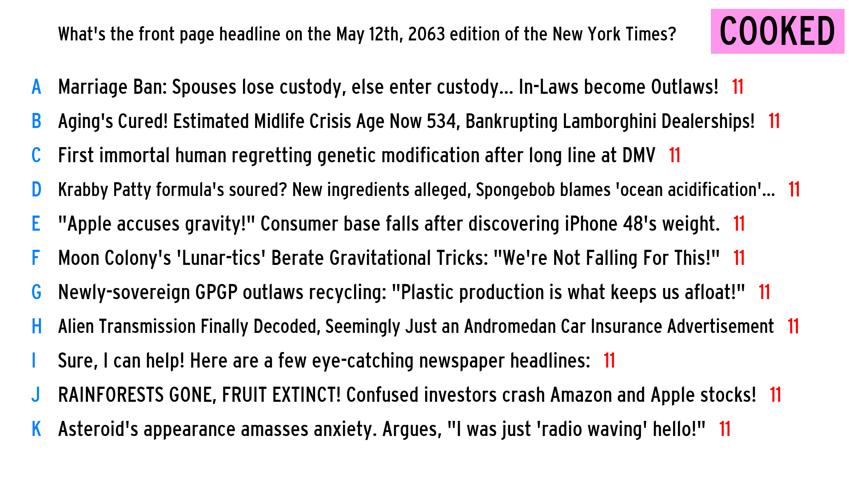 What's the front page headline on the May 12th, 2063 edition of the New York Times? COOKED
A Marriage Ban: Spouses lose custody, else enter custody... In-Laws become Outlaws! 11
B Aging's Cured! Estimated Midlife Crisis Age Now 534, Bankrupting Lamborghini Dealerships! 11
C First immortal human regretting genetic modification after long line at DMV 11
D Krabby Patty formula's soured? New ingredients alleged, Spongebob blames 'ocean acidification'... 11
E "Apple accuses gravity!" Consumer base falls after discovering iPhone 48's weight. 11
F Moon Colony's 'Lunar-tics' Berate Gravitational Tricks: "We're Not Falling For This!" 11
G Newly-sovereign GPGP outlaws recycling: "Plastic production is what keeps us afloat!" 11
H Alien Transmission Finally Decoded, Seemingly Just an Andromedan Car Insurance Advertisement 11
I Sure, I can help! Here are a few eye-catching newspaper headlines: 11
J RAINFORESTS GONE, FRUIT EXTINCT! Confused investors crash Amazon and Apple stocks! 11
K Asteroid's appearance amasses anxiety. Argues, "I was just 'radio waving' hello!" 11